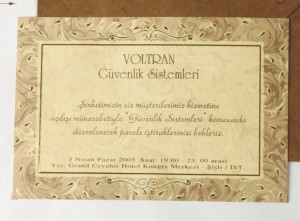 VOLTRAN
Güvenlik Sistemleri
Şirketimizin siz müşterilerimiz hizmetine
açılışı münasebetiyle, "Güvenlik Sistemleri" konusunda
düzenlenecek panele iştiraklerinizi bekleriz.
3 Nisan Pazar 2005 Saat: 19.00 - 23.00 arası
Yer: Grand Cevahir Hotel Kongre Merkezi - Şişli / İST.